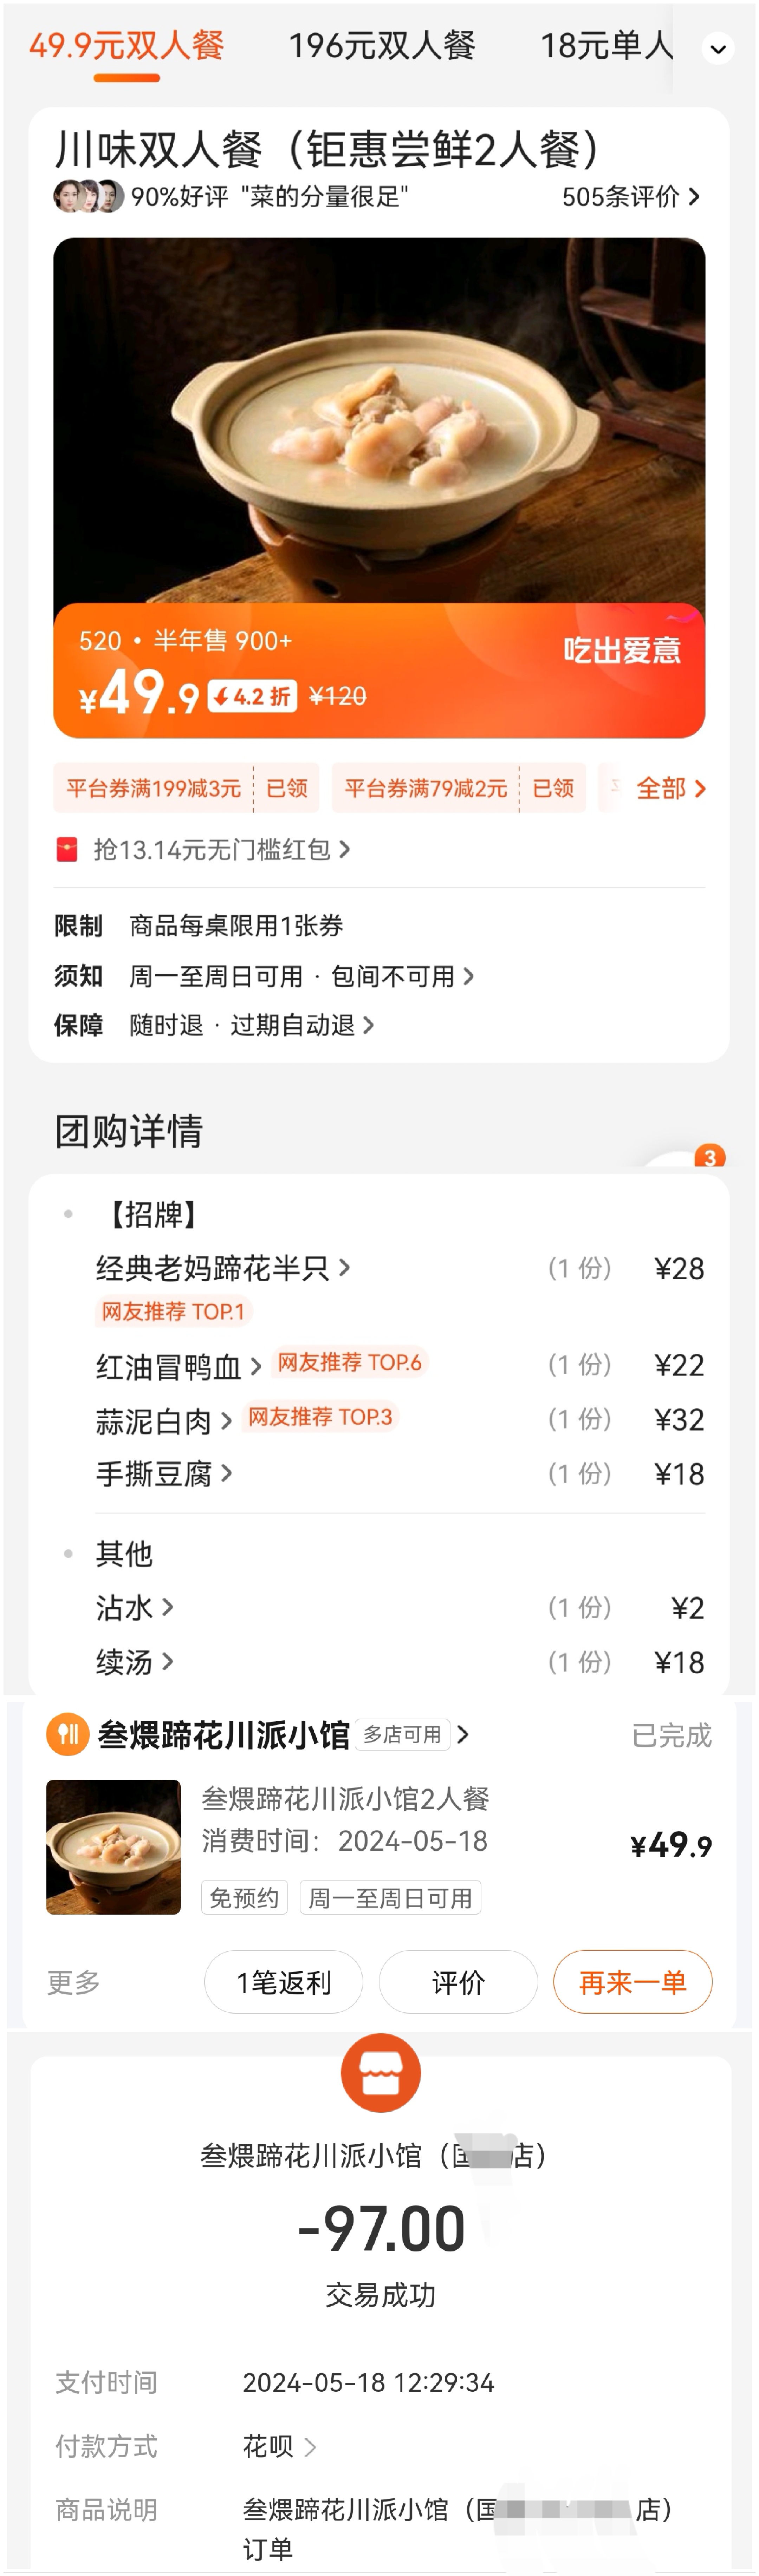 49.9元双人餐 196元双人餐 18元单人
川味双人餐（钜惠尝鲜2人餐）
90%好评 "菜的分量很足" 505条评价
520 · 半年售 900+
吃出爱意
¥49.9 4.2 折 ¥120
平台券满199减3元 已领 平台券满79减2元 已领 全部
抢13.14元无门槛红包
限制 商品每桌限用1张券
须知 周一至周日可用 · 包间不可用
保障 随时退 · 过期自动退
团购详情
3
【招牌】
经典老妈蹄花半只 (1 份) ¥28
网友推荐 TOP.1
红油冒鸭血 网友推荐 TOP.6 (1 份) ¥22
蒜泥白肉 网友推荐 TOP.3 (1 份) ¥32
手撕豆腐 (1 份) ¥18
其他
沾水 (1 份) ¥2
续汤 (1 份) ¥18
叁煨蹄花川派小馆 多店可用 已完成
叁煨蹄花川派小馆2人餐
消费时间：2024-05-18 ¥49.9
免预约 周一至周日可用
更多 1笔返利 评价 再来一单
叁煨蹄花川派小馆（国 店）
-97.00
交易成功
支付时间 2024-05-18 12:29:34
付款方式 花呗
商品说明 叁煨蹄花川派小馆（国 店）
订单